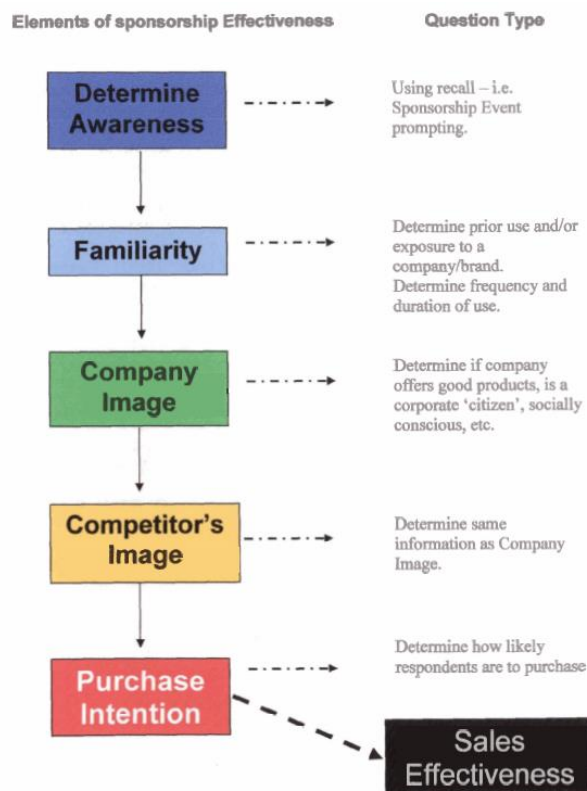 Elements of sponsorship Effectiveness
Question Type
Determine
Awareness
Using recall – i.e.
Sponsorship Event
prompting.
Familiarity
Determine prior use and/or
exposure to a
company/brand.
Determine frequency and
duration of use.
Company
Image
Determine if company
offers good products, is a
corporate ‘citizen’, socially
conscious, etc.
Competitor’s
Image
Determine same
information as Company
Image.
Purchase
Intention
Determine how likely
respondents are to purchase
Sales
Effectiveness